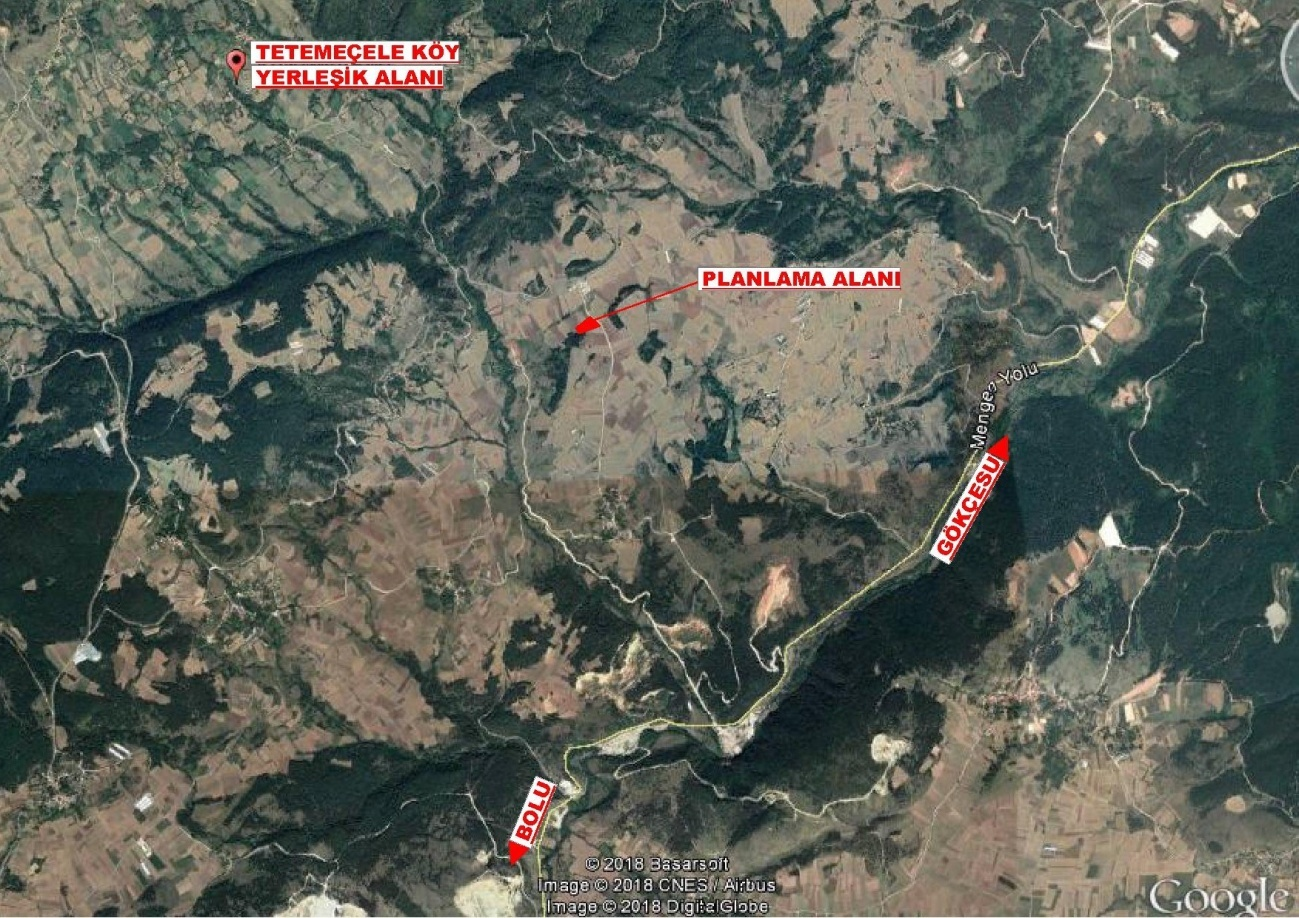 TETEMEÇELE KÖY
YERLEŞİK ALANI
PLANLAMA ALANI
Mengen Yolu
GÖKÇESU
BOLU
© 2018 Basarsoft
Image © 2018 CNES / Airbus
Image © 2018 DigitalGlobe
Google